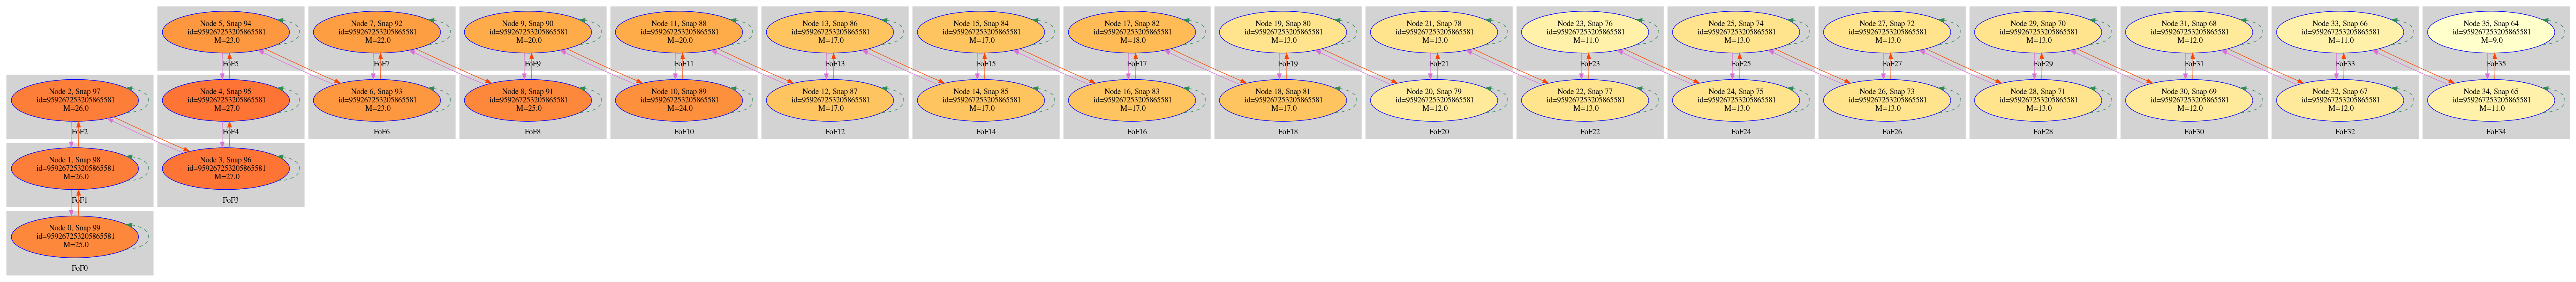 Node 5, Snap 94
id=959267253205865581
M=23.0
FoF5
Node 7, Snap 92
id=959267253205865581
M=22.0
FoF7
Node 9, Snap 90
id=959267253205865581
M=20.0
FoF9
Node 11, Snap 88
id=959267253205865581
M=20.0
FoF11
Node 13, Snap 86
id=959267253205865581
M=17.0
FoF13
Node 15, Snap 84
id=959267253205865581
M=17.0
FoF15
Node 17, Snap 82
id=959267253205865581
M=18.0
FoF17
Node 19, Snap 80
id=959267253205865581
M=13.0
FoF19
Node 21, Snap 78
id=959267253205865581
M=13.0
FoF21
Node 23, Snap 76
id=959267253205865581
M=11.0
FoF23
Node 25, Snap 74
id=959267253205865581
M=13.0
FoF25
Node 27, Snap 72
id=959267253205865581
M=13.0
FoF27
Node 29, Snap 70
id=959267253205865581
M=13.0
FoF29
Node 31, Snap 68
id=959267253205865581
M=12.0
FoF31
Node 33, Snap 66
id=959267253205865581
M=11.0
FoF33
Node 35, Snap 64
id=959267253205865581
M=9.0
FoF35
Node 2, Snap 97
id=959267253205865581
M=26.0
FoF2
Node 4, Snap 95
id=959267253205865581
M=27.0
FoF4
Node 6, Snap 93
id=959267253205865581
M=23.0
FoF6
Node 8, Snap 91
id=959267253205865581
M=25.0
FoF8
Node 10, Snap 89
id=959267253205865581
M=24.0
FoF10
Node 12, Snap 87
id=959267253205865581
M=17.0
FoF12
Node 14, Snap 85
id=959267253205865581
M=17.0
FoF14
Node 16, Snap 83
id=959267253205865581
M=17.0
FoF16
Node 18, Snap 81
id=959267253205865581
M=17.0
FoF18
Node 20, Snap 79
id=959267253205865581
M=12.0
FoF20
Node 22, Snap 77
id=959267253205865581
M=13.0
FoF22
Node 24, Snap 75
id=959267253205865581
M=13.0
FoF24
Node 26, Snap 73
id=959267253205865581
M=13.0
FoF26
Node 28, Snap 71
id=959267253205865581
M=13.0
FoF28
Node 30, Snap 69
id=959267253205865581
M=12.0
FoF30
Node 32, Snap 67
id=959267253205865581
M=12.0
FoF32
Node 34, Snap 65
id=959267253205865581
M=11.0
FoF34
Node 1, Snap 98
id=959267253205865581
M=26.0
FoF1
Node 3, Snap 96
id=959267253205865581
M=27.0
FoF3
Node 0, Snap 99
id=959267253205865581
M=25.0
FoF0